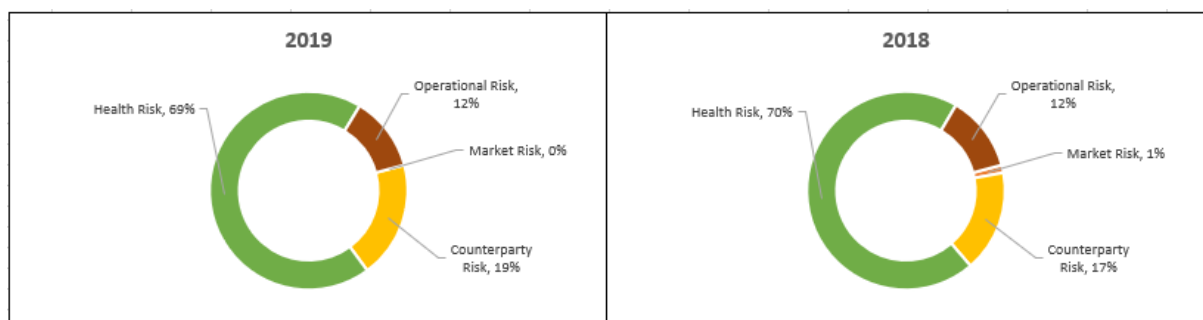 2019
Operational Risk,
12%
Health Risk, 69%
Market Risk, 0%
Counterparty
Risk, 19%
2018
Operational Risk,
12%
Health Risk, 70%
Market Risk, 1%
Counterparty
Risk, 17%